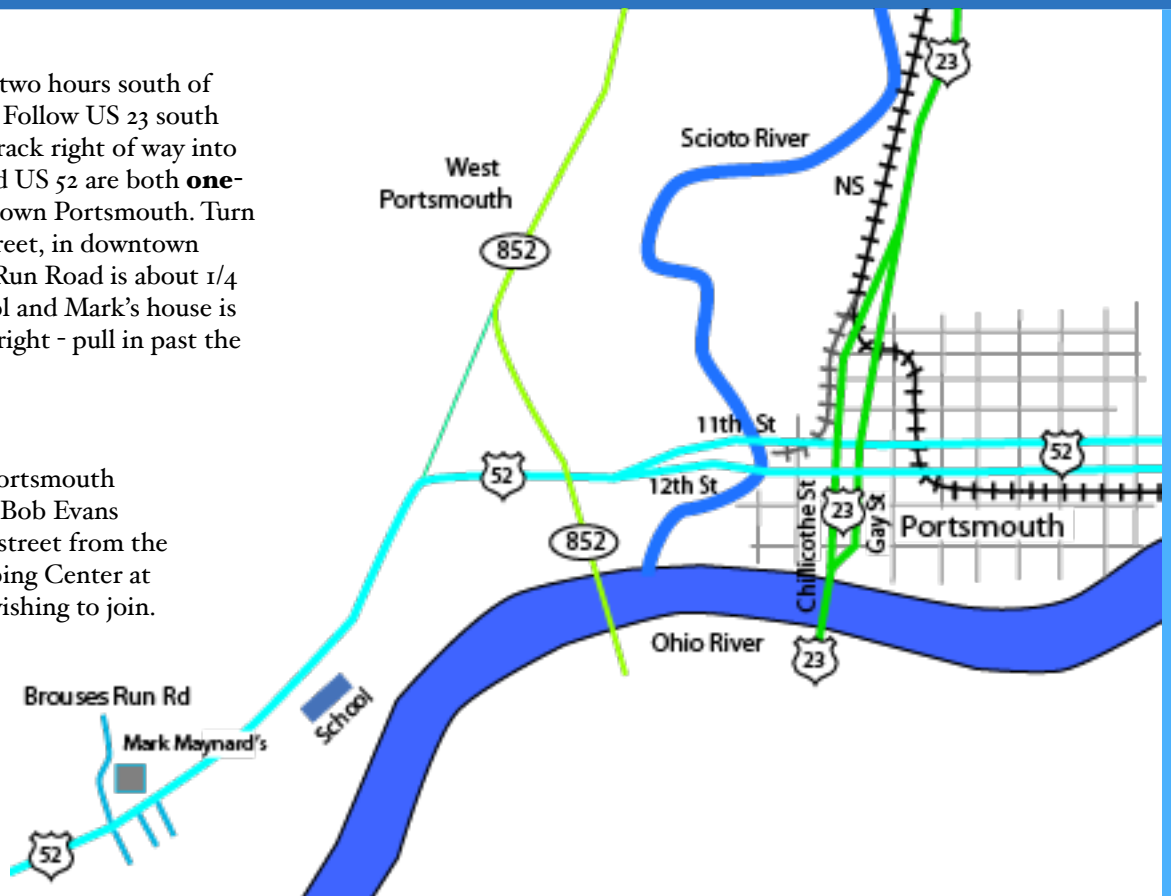 two hours south of
Follow US 23 south
rack right of way into
d US 52 are both one-
own Portsmouth. Turn
reet, in downtown
Run Road is about 1/4
ol and Mark's house is
right - pull in past the
ortsmouth
Bob Evans
street from the
ping Center at
wishing to join.
23
Scioto River
West
Portsmouth
NS
852
11th St
52
52
12th St
Chillicothe St
23
Gay St
Portsmouth
852
Ohio River
23
Brouses Run Rd
School
Mark Maynard's
52